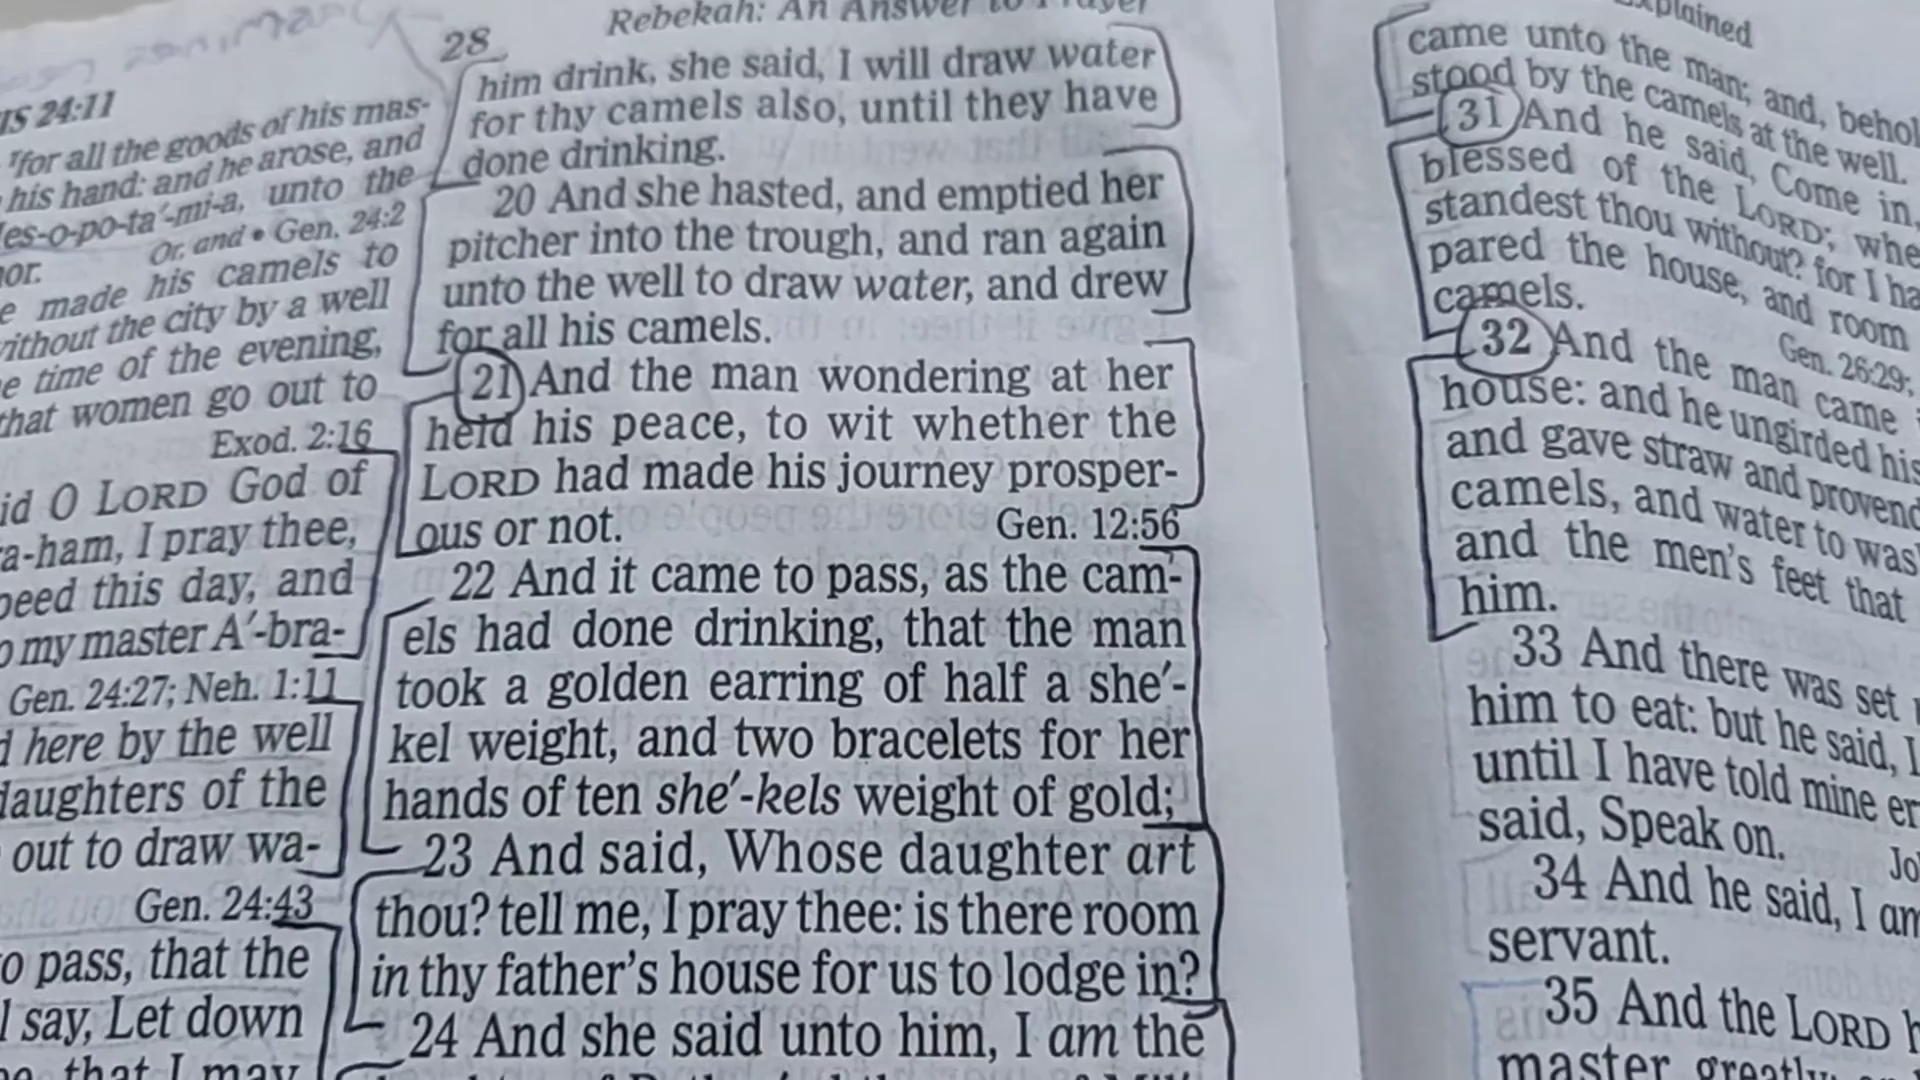 28
Rebekah: An Answer to Prayer
24:11
for all the goods of his mas-
his hand: and he arose, and
es-o-po-ta'-mi-a, unto the
Or, and • Gen. 24:2
made his camels to
without the city by a well
time of the evening,
that women go out to
Exod. 2:16
O LORD God of
a-ham, I pray thee,
this day, and
my master A'-bra-
Gen. 24:27; Neh. 1:11
here by the well
daughters of the
out to draw wa-
Gen. 24:43
pass, that the
say, Let down
that I may
him drink, she said, I will draw water
for thy camels also, until they have
done drinking.
20 And she hasted, and emptied her
pitcher into the trough, and ran again
unto the well to draw water, and drew
for all his camels.
21 And the man wondering at her
held his peace, to wit whether the
LORD had made his journey prosper-
ous or not.
Gen. 12:56
22 And it came to pass, as the cam-
els had done drinking, that the man
took a golden earring of half a she'-
kel weight, and two bracelets for her
hands of ten she'-kels weight of gold;
23 And said, Whose daughter art
thou? tell me, I pray thee: is there room
in thy father's house for us to lodge in?
24 And she said unto him, I am the
came unto the man; and, behol
stood by the camels at the well.
31 And he said, Come in,
blessed of the LORD; whe
standest thou without? for I ha
pared the house, and room
camels.
Gen. 26:29;
32 And the man came
house: and he ungirded his
and gave straw and provend
camels, and water to was
and the men's feet that
him.
33 And there was set
him to eat: but he said, I
until I have told mine er
said, Speak on.
34 And he said, I am
servant.
35 And the LORD
master greatly;